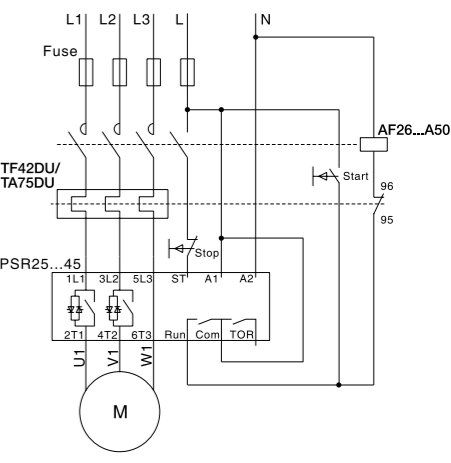 L1 L2 L3 L N
Fuse
AF26...A50
TF42DU/
TA75DU
Start
96
95
Stop
PSR25...45
1L1 3L2 5L3 ST A1 A2
2T1 4T2 6T3 Run Com TOR
U1 V1 W1
M